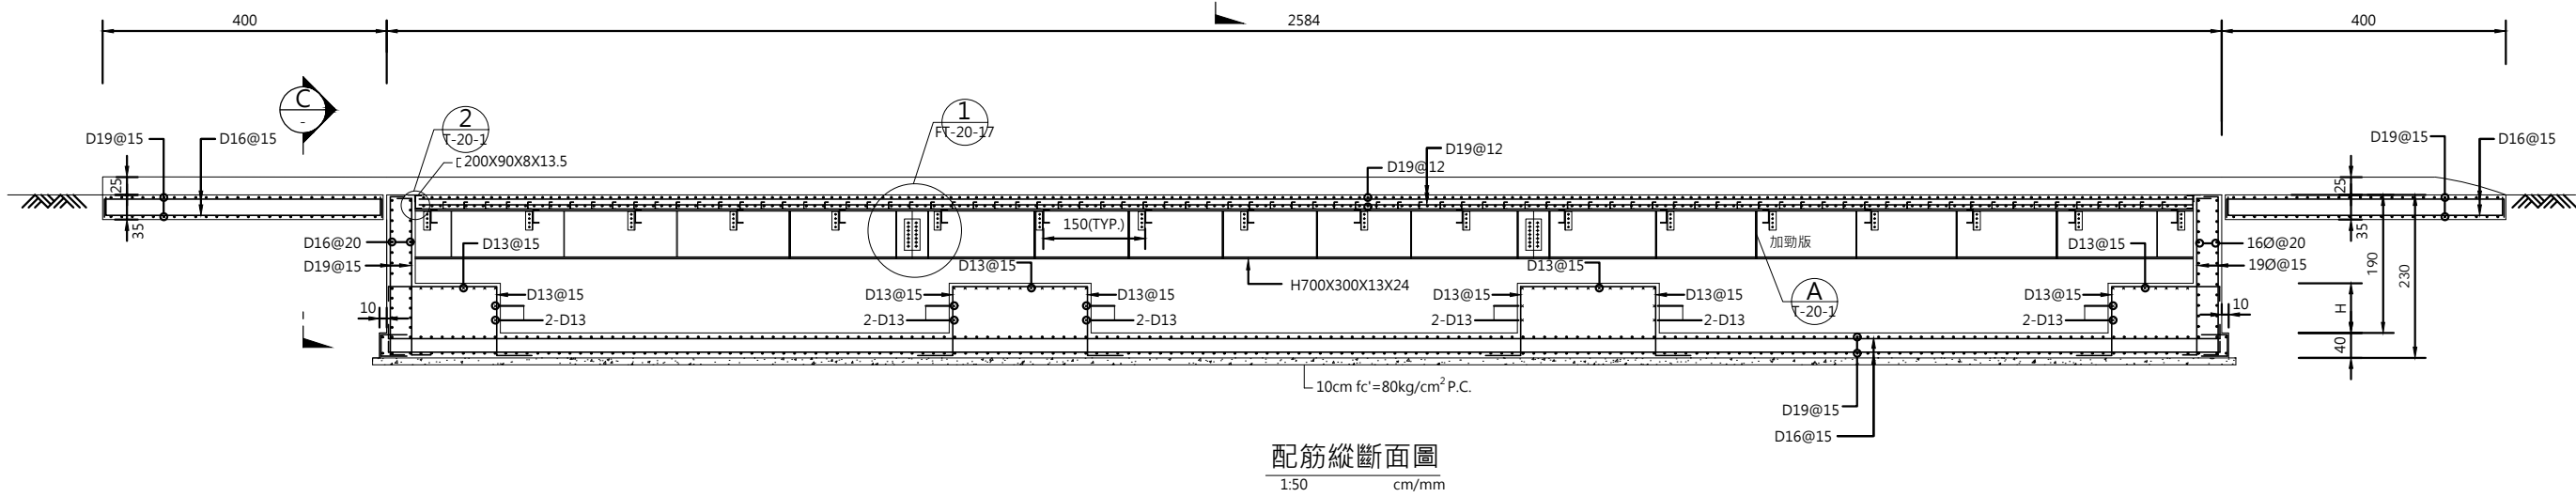 400
2584
400
C
-
2
T-20-1
1
FT-20-17
D19@15
D16@15
[ 200X90X8X13.5
D19@12
D19@12
D19@15
D16@15
25
35
25
35
D16@20
D19@15
D13@15
150(TYP.)
加勁版
D13@15
16Ø@20
19Ø@15
190
230
D13@15
H700X300X13X24
D13@15
D13@15
2-D13
D13@15
2-D13
D13@15
2-D13
D13@15
2-D13
D13@15
2-D13
A
T-20-1
D13@15
2-D13
10
10
H
40
10cm fc'=80kg/cm² P.C.
D19@15
D16@15
配筋縱斷面圖
1:50 cm/mm